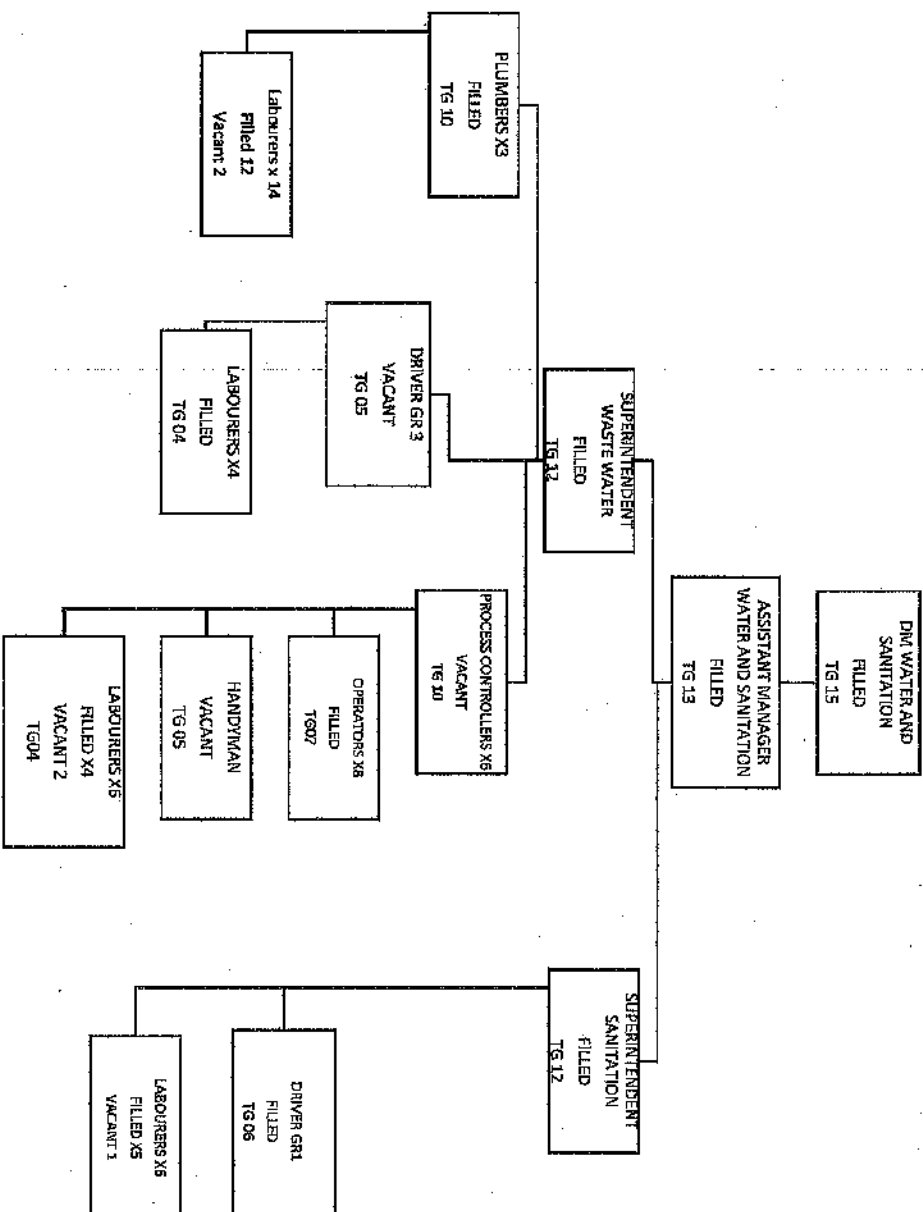 DM WATER AND
SANITATION
FILLED
TG 15
ASSISTANT MANAGER
WATER AND SANITATION
FILLED
TG 13
SUPERINTENDENT
WASTE WATER
FILLED
TG 12
SUPERINTENDENT
SANITATION
FILLED
TG 12
PLUMBERS X3
FILLED
TG 10
Labourers x 14
Filled 12
Vacant 2
DRIVER GR 3
VACANT
TG 05
LABOURERS X4
FILLED
TG 04
PROCESS CONTROLLERS X6
VACANT
TG 10
OPERATORS X8
FILLED
TG07
HANDYMAN
VACANT
TG 05
LABOURERS X6
FILLED X4
VACANT 2
TG04
DRIVER GR1
FILLED
TG 06
LABOURERS X6
FILLED X5
VACANT 1